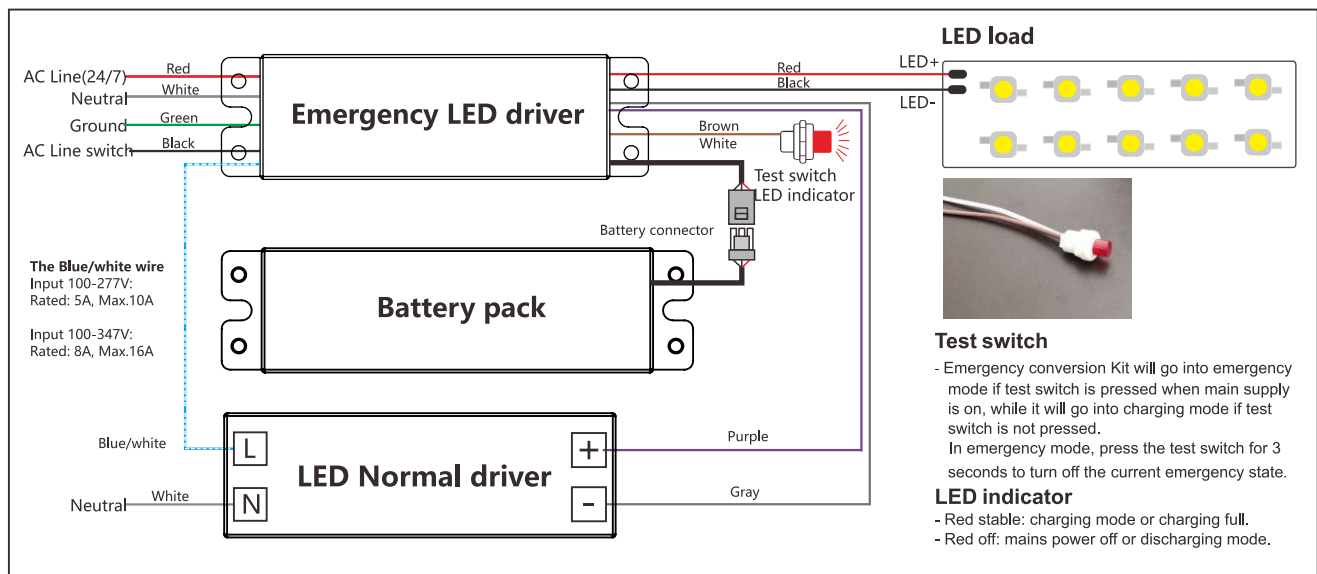 AC Line(24/7)
Red
Neutral
White
Ground
Green
AC Line switch
Black
Emergency LED driver
Red
Black
LED+
LED-
LED load
Brown
White
Test switch
LED indicator
Battery connector
The Blue/white wire
Input 100-277V:
Rated: 5A, Max.10A
Input 100-347V:
Rated: 8A, Max.16A
Battery pack
Blue/white
L
LED Normal driver
+
Purple
Neutral
White
N
-
Gray
Test switch
- Emergency conversion Kit will go into emergency
mode if test switch is pressed when main supply
is on, while it will go into charging mode if test
switch is not pressed.
In emergency mode, press the test switch for 3
seconds to turn off the current emergency state.
LED indicator
- Red stable: charging mode or charging full.
- Red off: mains power off or discharging mode.